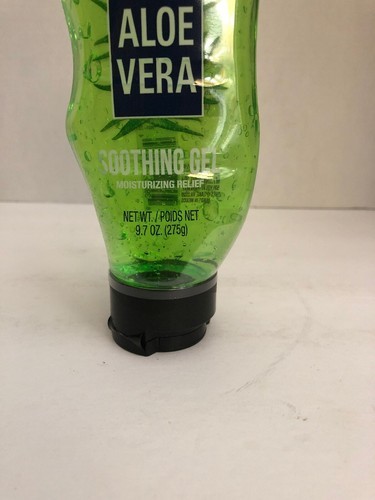 ALOE
VERA
SOOTHING GEL
MOISTURIZING RELIEF
NET WT. / POIDS NET
9.7 OZ. (275g)